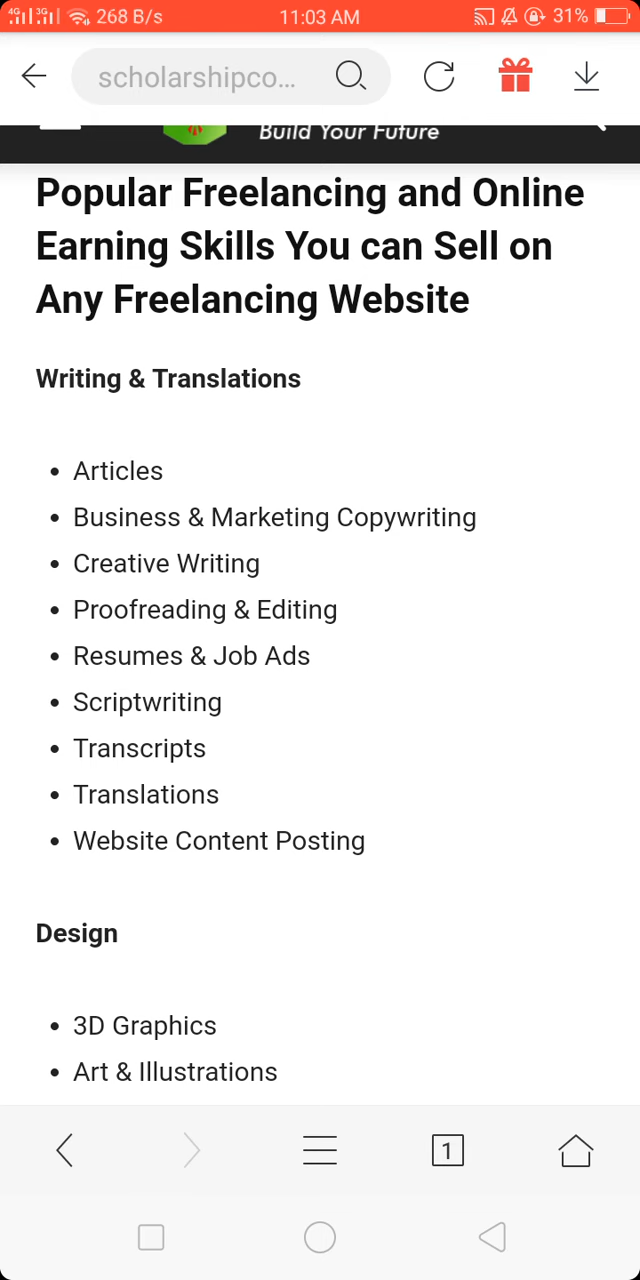 4G 3G 268 B/s 11:03 AM 31%
scholarshipco...
Build Your Future
Popular Freelancing and Online
Earning Skills You can Sell on
Any Freelancing Website
Writing & Translations
• Articles
• Business & Marketing Copywriting
• Creative Writing
• Proofreading & Editing
• Resumes & Job Ads
• Scriptwriting
• Transcripts
• Translations
• Website Content Posting
Design
• 3D Graphics
• Art & Illustrations
1